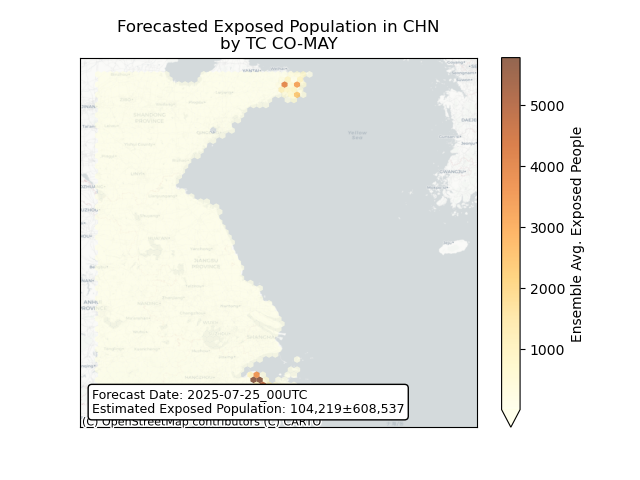 Forecasted Exposed Population in CHN
by TC CO-MAY
5000
4000
3000
2000
1000
Ensemble Avg. Exposed People
Forecast Date: 2025-07-25_00UTC
Estimated Exposed Population: 104,219±608,537
(C) OpenStreetMap contributors (C) CARTO